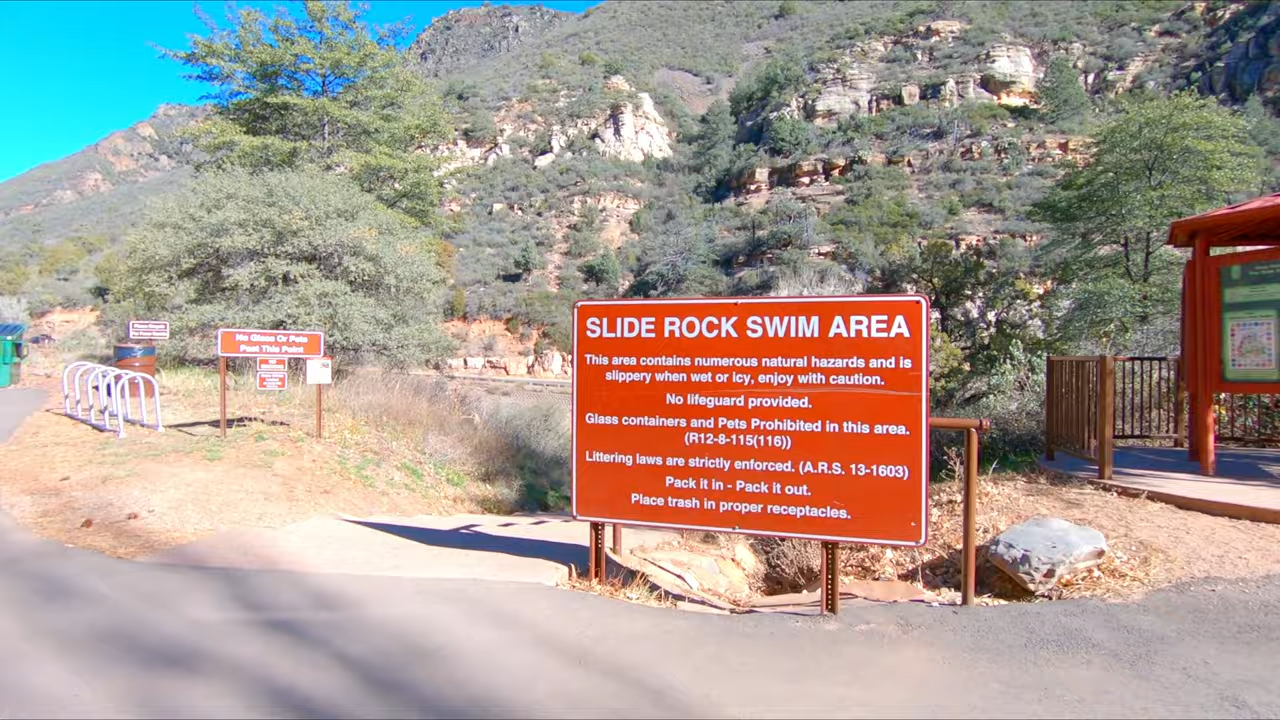 No Glass Or Pets
Past This Point
SLIDE ROCK SWIM AREA
This area contains numerous natural hazards and is
slippery when wet or Icy, enjoy with caution.
No lifeguard provided.
Glass containers and Pets Prohibited in this area.
(R12-8-115(116))
Littering laws are strictly enforced. (A.R.S. 13-1603)
Pack it in - Pack it out.
Place trash in proper receptacles.